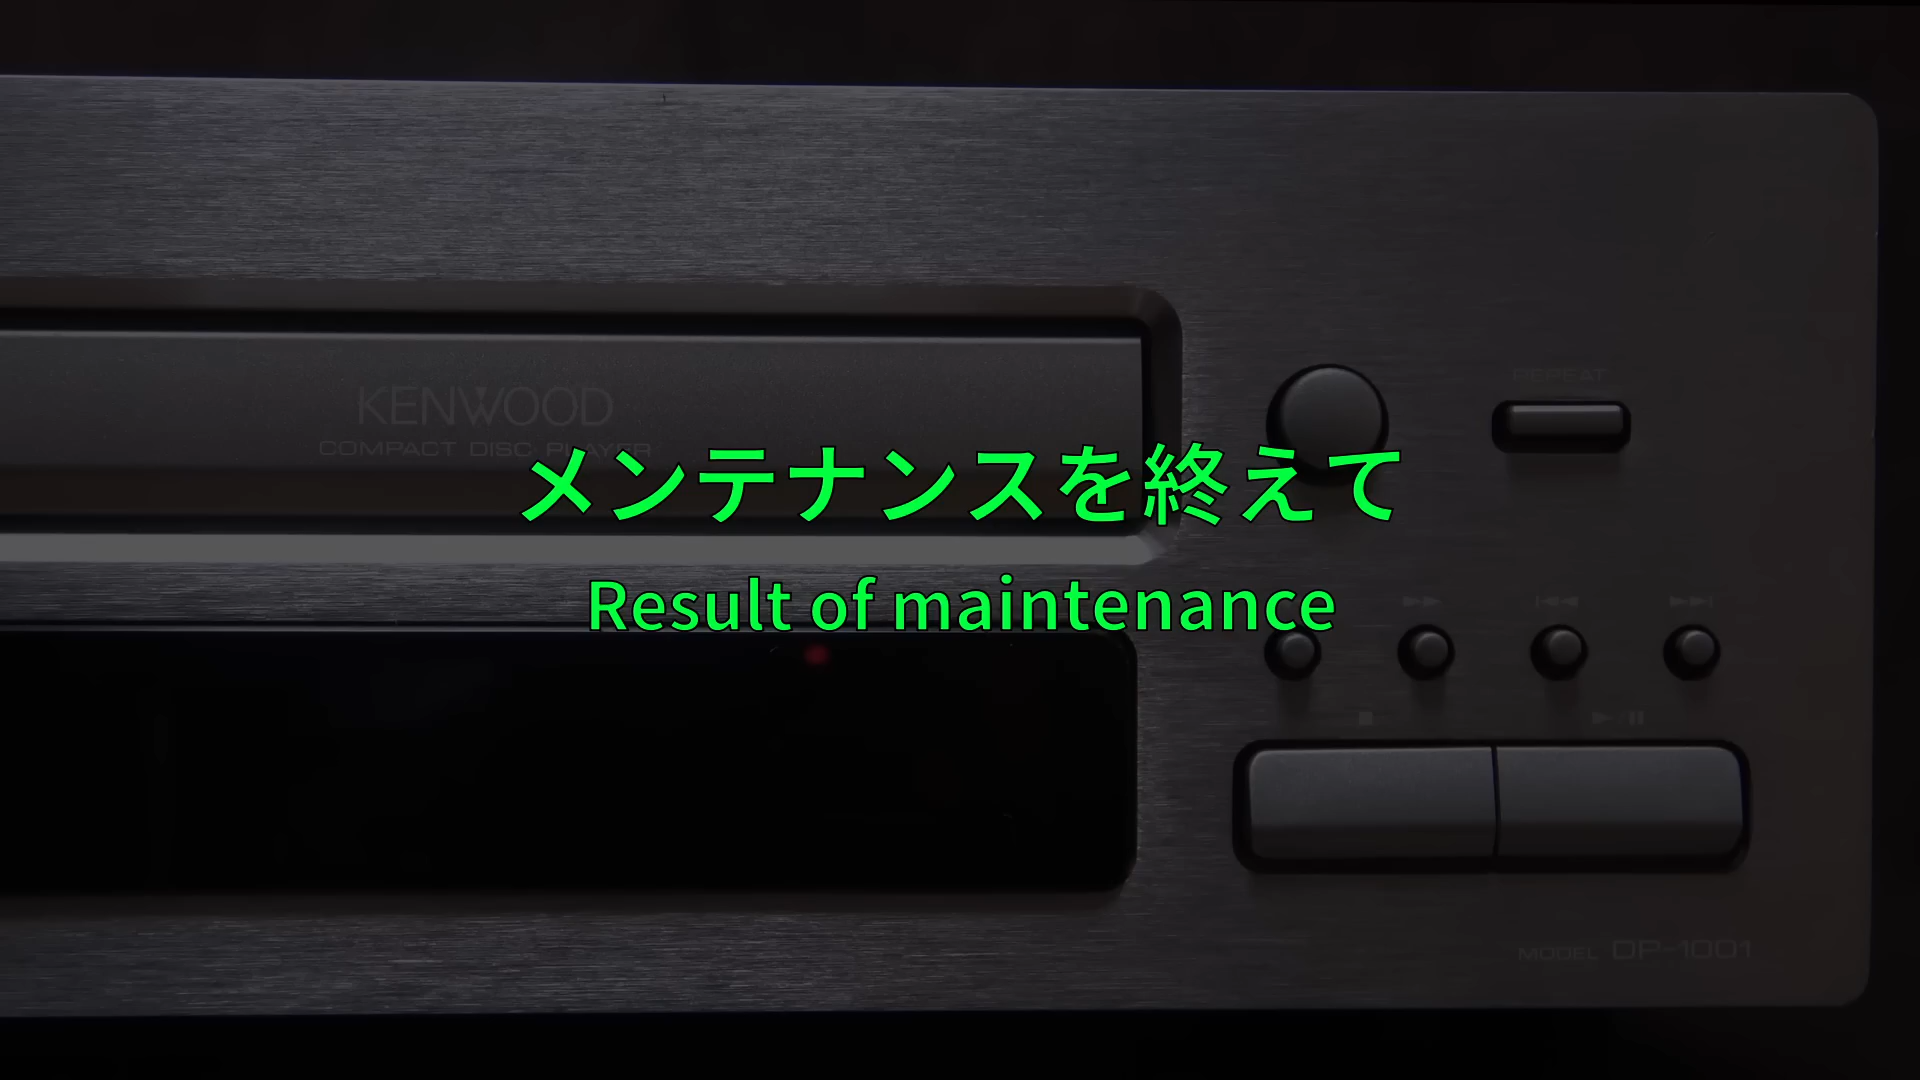 KENWOOD
COMPACT DISC PLAYER
REPEAT
メンテナンスを終えて
Result of maintenance
MODEL DP-1001